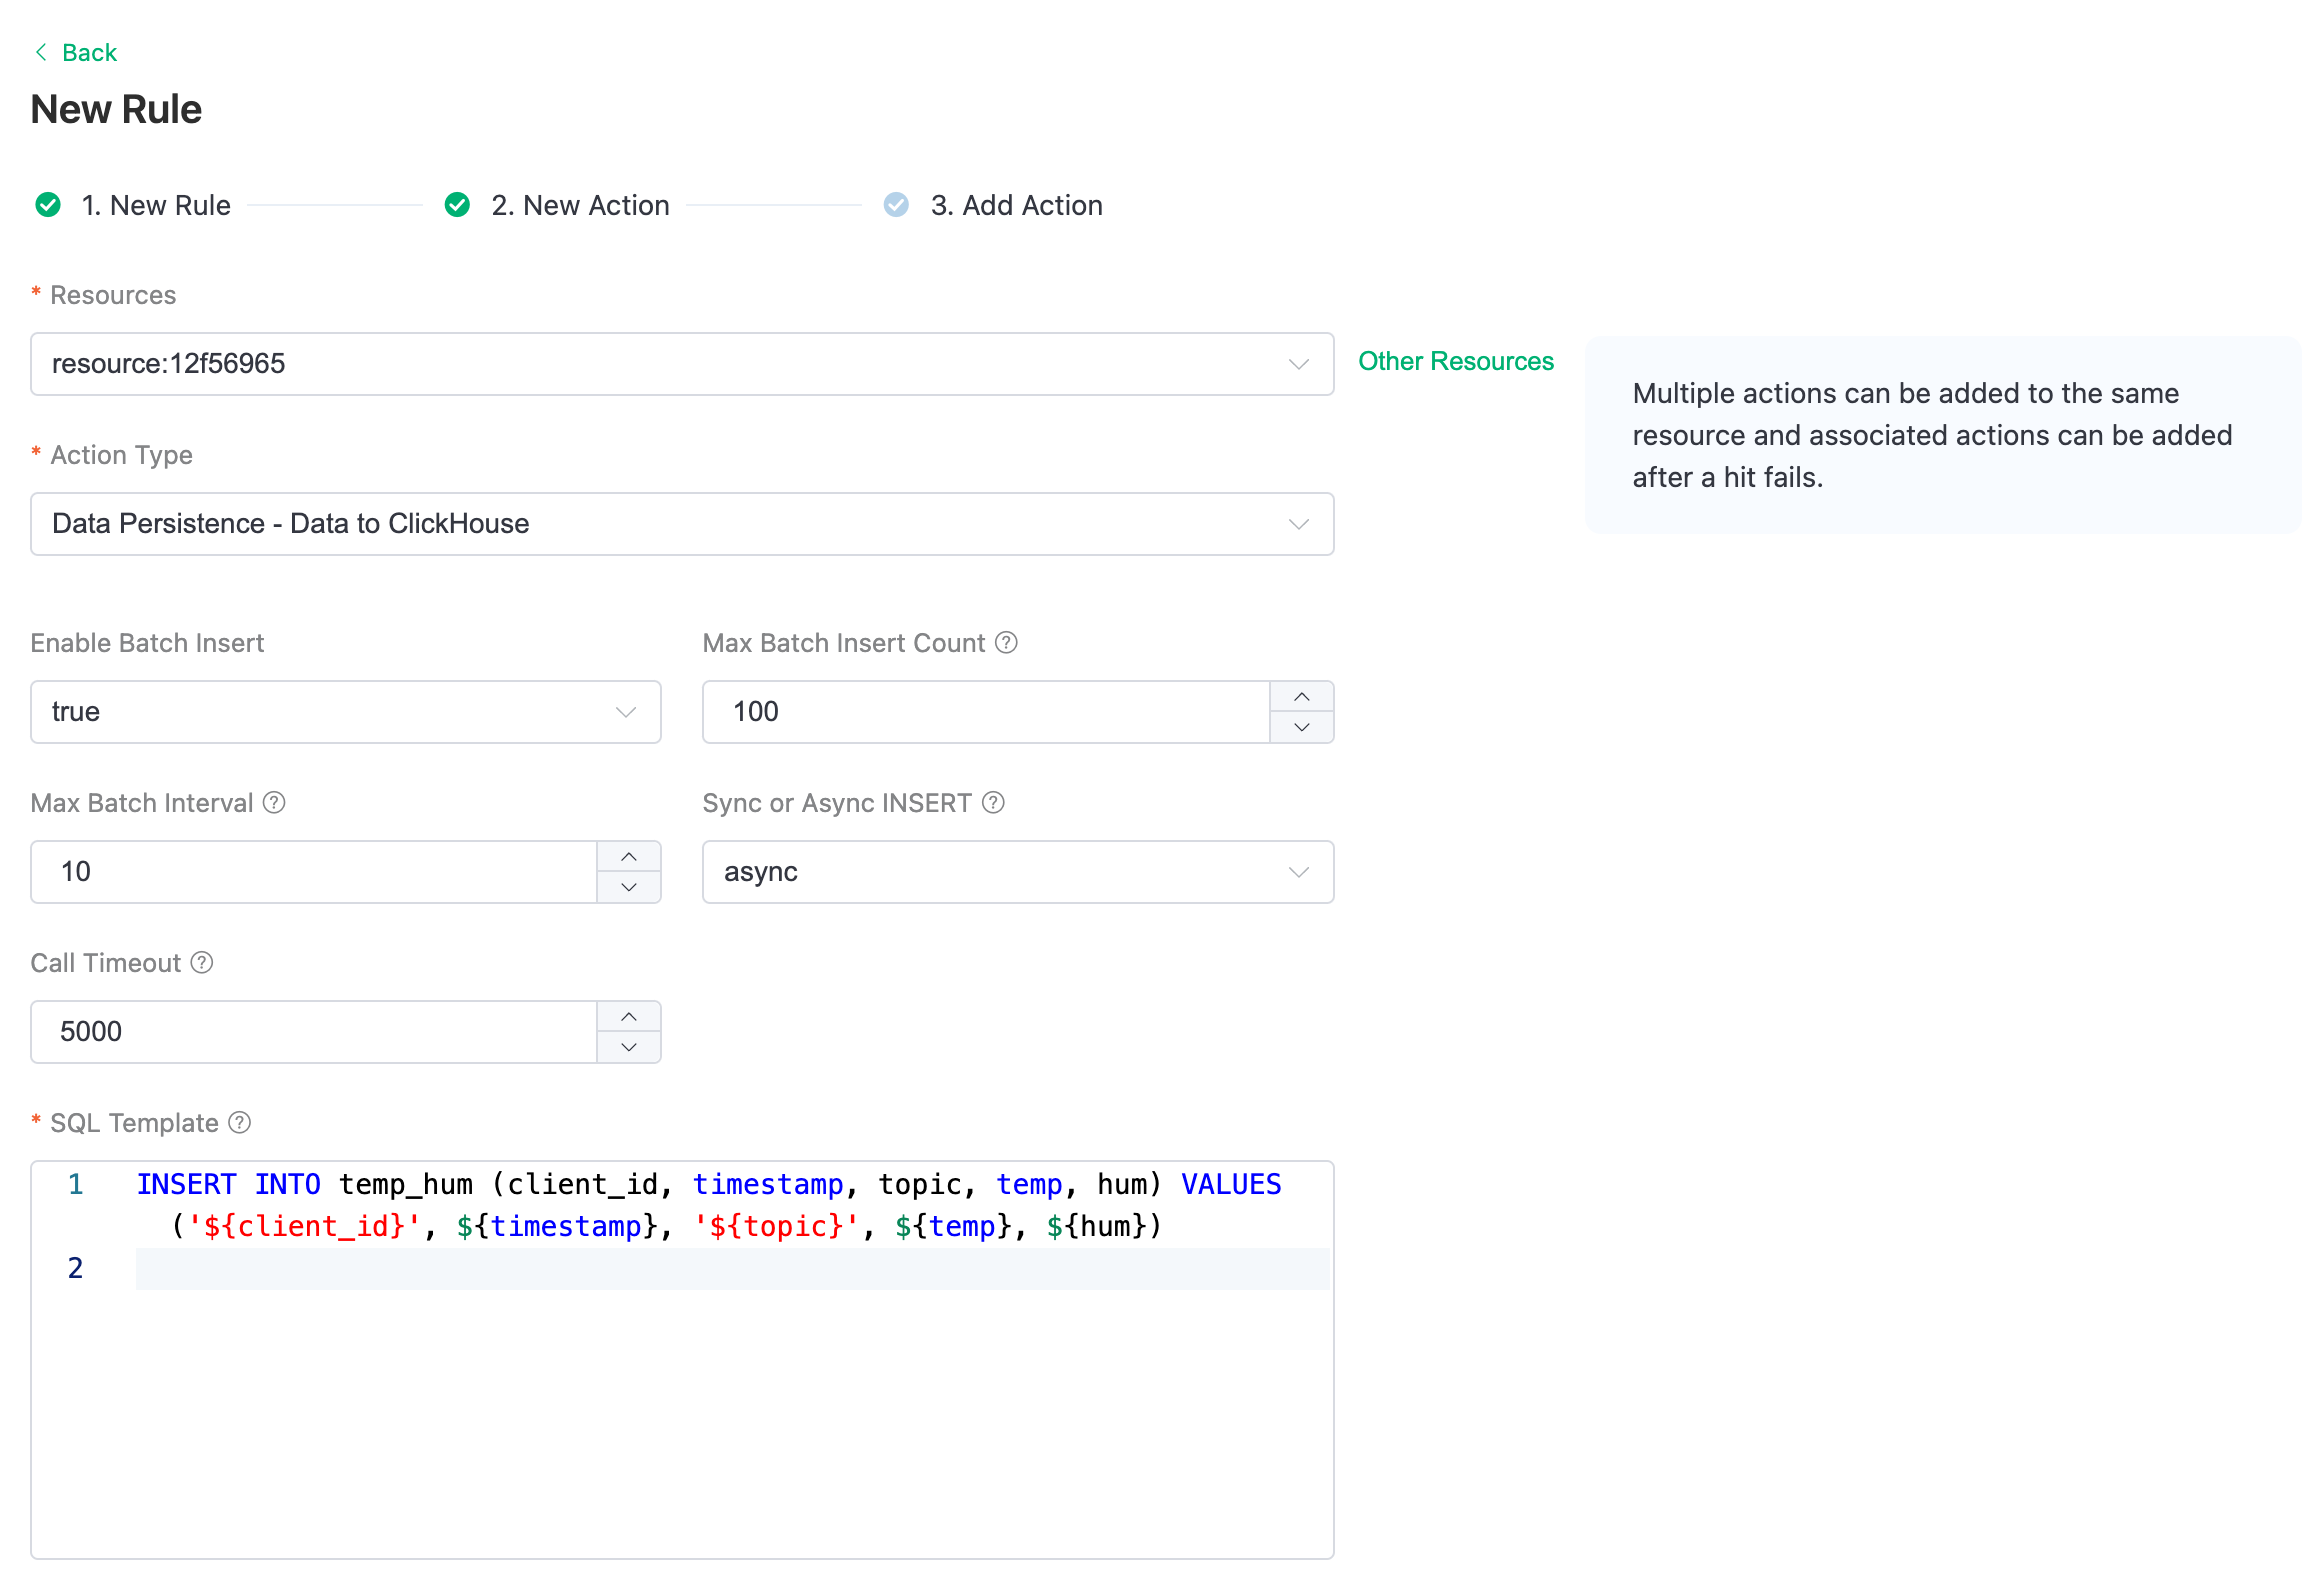 Back
New Rule
1. New Rule
2. New Action
3. Add Action
* Resources
resource:12f56965
Other Resources
Multiple actions can be added to the same
resource and associated actions can be added
after a hit fails.
* Action Type
Data Persistence - Data to ClickHouse
Enable Batch Insert
Max Batch Insert Count ?
true
100
Max Batch Interval ?
Sync or Async INSERT ?
10
async
Call Timeout ?
5000
* SQL Template ?
1 INSERT INTO temp_hum (client_id, timestamp, topic, temp, hum) VALUES
('${client_id}', ${timestamp}, '${topic}', ${temp}, ${hum})
2